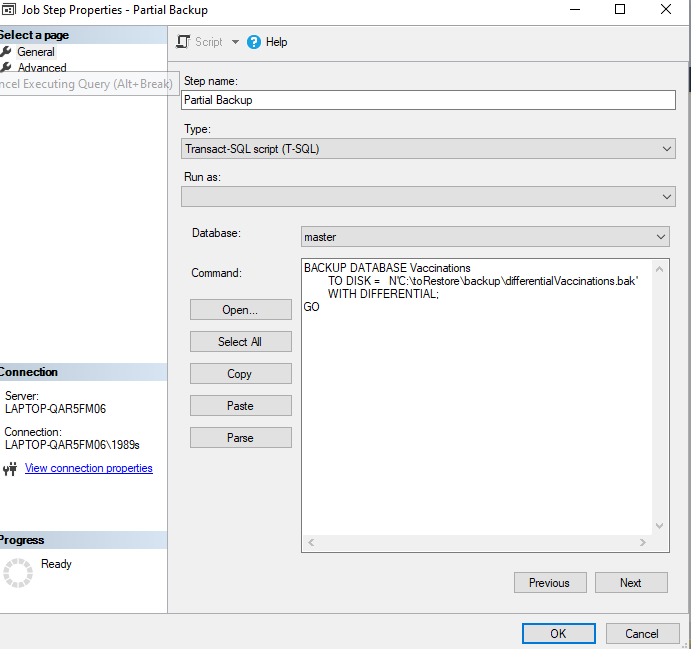 Job Step Properties - Partial Backup
Select a page
General
Advanced
ncel Executing Query (Alt+Break)
Script
Help
Step name:
Partial Backup
Type:
Transact-SQL script (T-SQL)
Run as:
Database:
master
Command:
BACKUP DATABASE Vaccinations
TO DISK = N'C:\toRestore\backup\differentialVaccinations.bak'
WITH DIFFERENTIAL;
GO
Open...
Select All
Copy
Paste
Parse
Connection
Server:
LAPTOP-QAR5FM06
Connection:
LAPTOP-QAR5FM06\1989s
View connection properties
Progress
Ready
Previous
Next
OK
Cancel